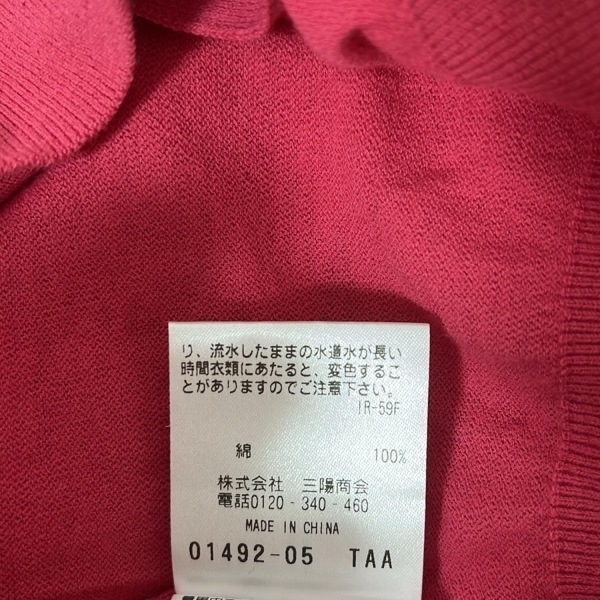 り、流水したままの水道水が長い
時間衣類にあたると、変色するこ
とがありますのでご注意下さい。
IR-59F
綿 100%
株式会社 三陽商会
電話0120-340-460
MADE IN CHINA
01492-05 TAA